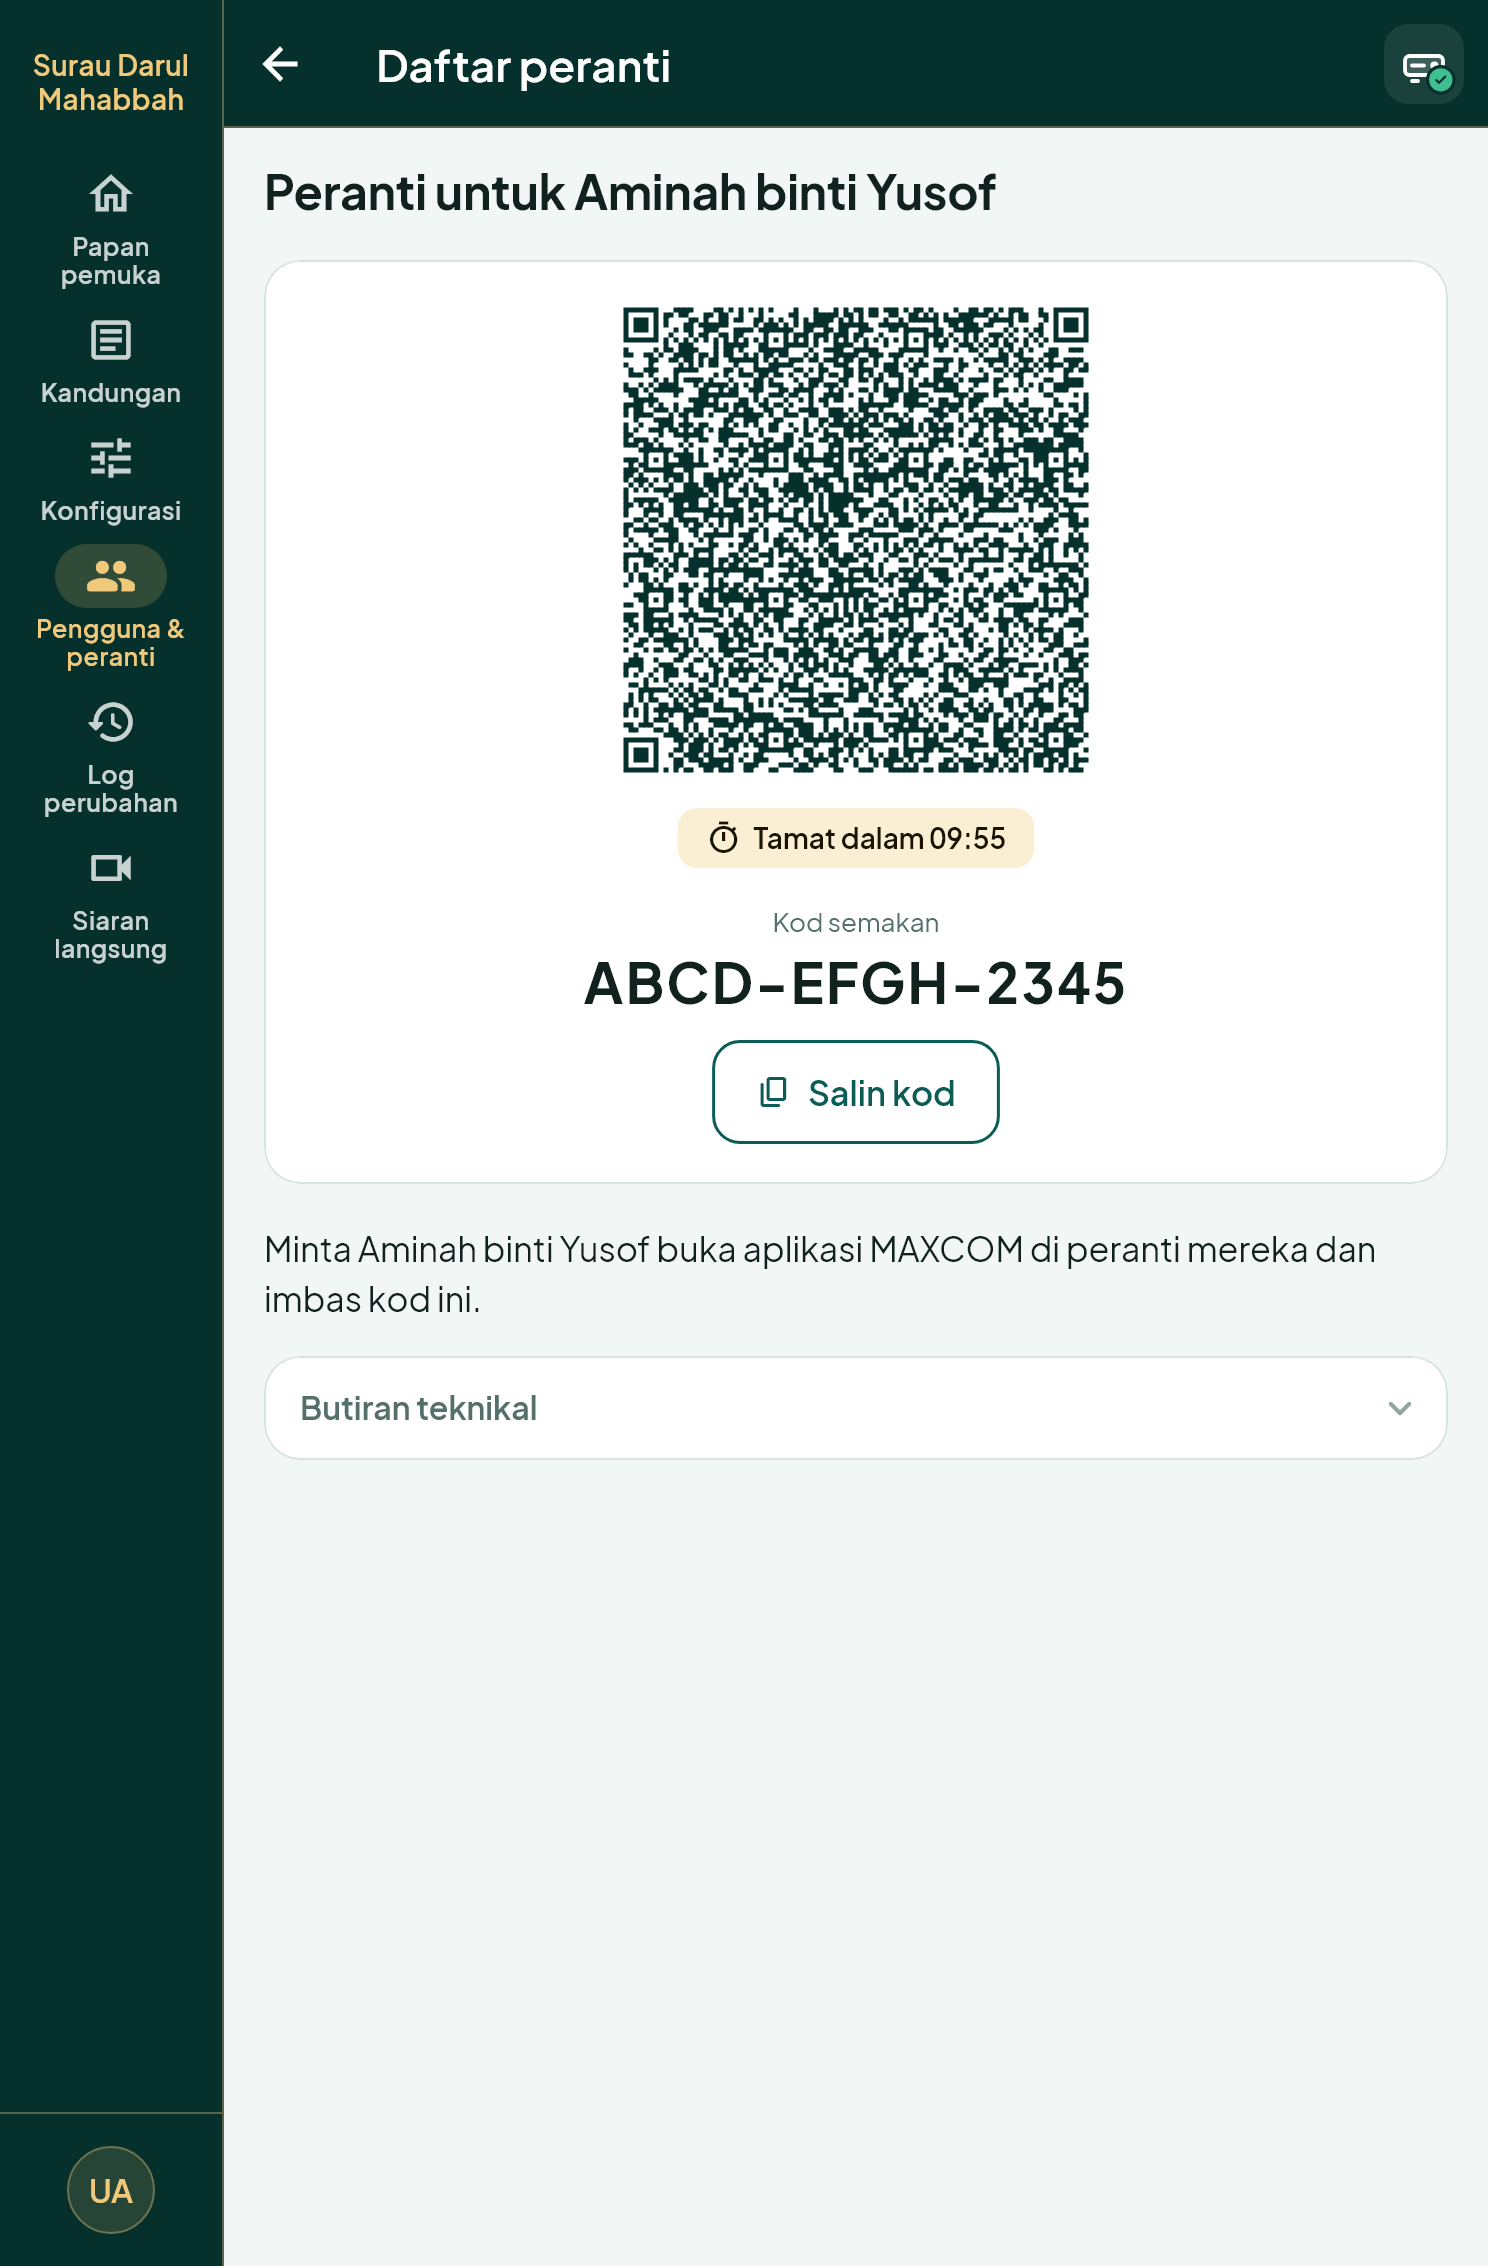 Surau Darul
Mahabbah
Papan
pemuka
Kandungan
Konfigurasi
Pengguna &
peranti
Log
perubahan
Siaran
langsung
UA
Daftar peranti
Peranti untuk Aminah binti Yusof
Tamat dalam 09:55
Kod semakan
ABCD-EFGH-2345
Salin kod
Minta Aminah binti Yusof buka aplikasi MAXCOM di peranti mereka dan
imbas kod ini.
Butiran teknikal